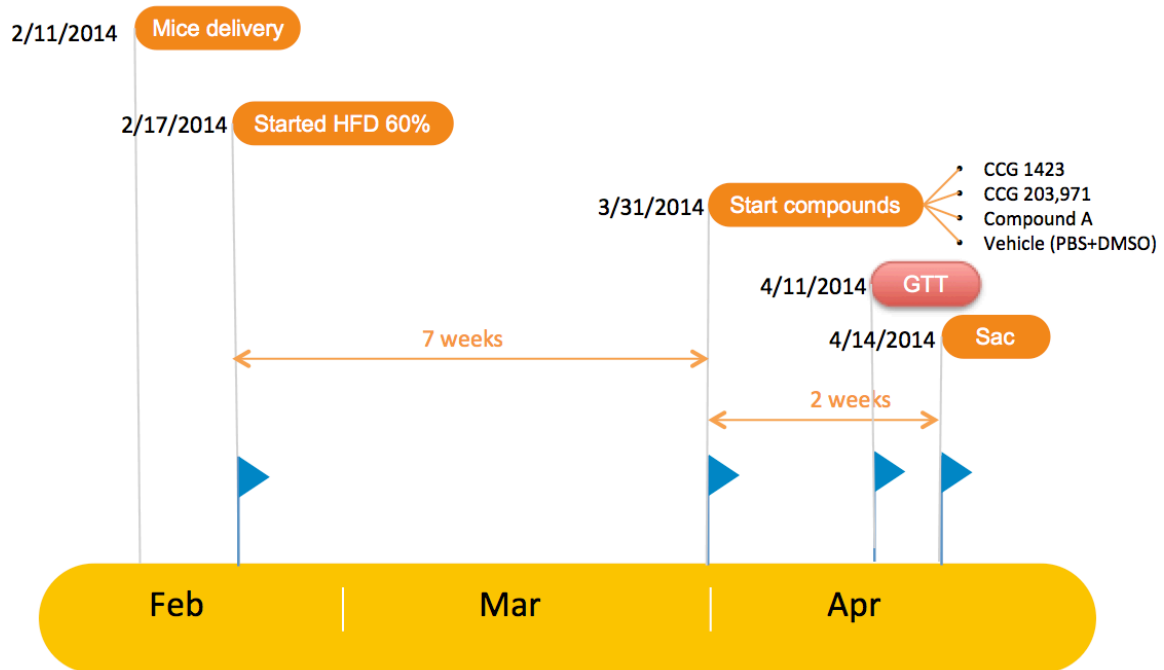 2/11/2014 Mice delivery
2/17/2014 Started HFD 60%
3/31/2014 Start compounds
• CCG 1423
• CCG 203,971
• Compound A
• Vehicle (PBS+DMSO)
4/11/2014 GTT
4/14/2014 Sac
7 weeks
2 weeks
Feb Mar Apr